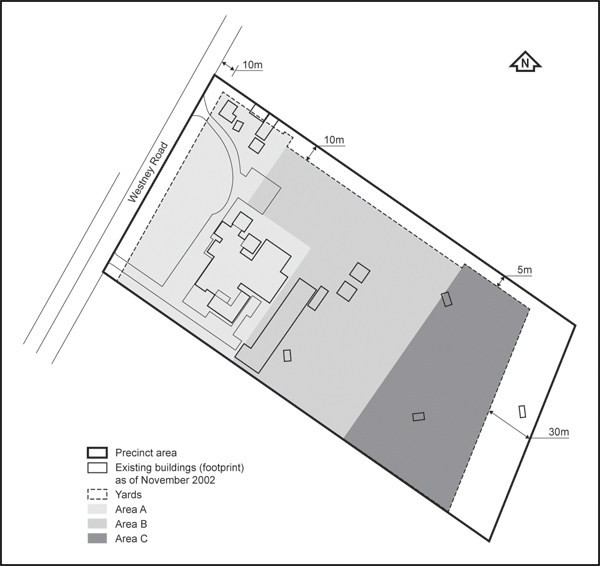 10m
N
10m
Westney Road
5m
30m
Precinct area
Existing buildings (footprint)
as of November 2002
Yards
Area A
Area B
Area C